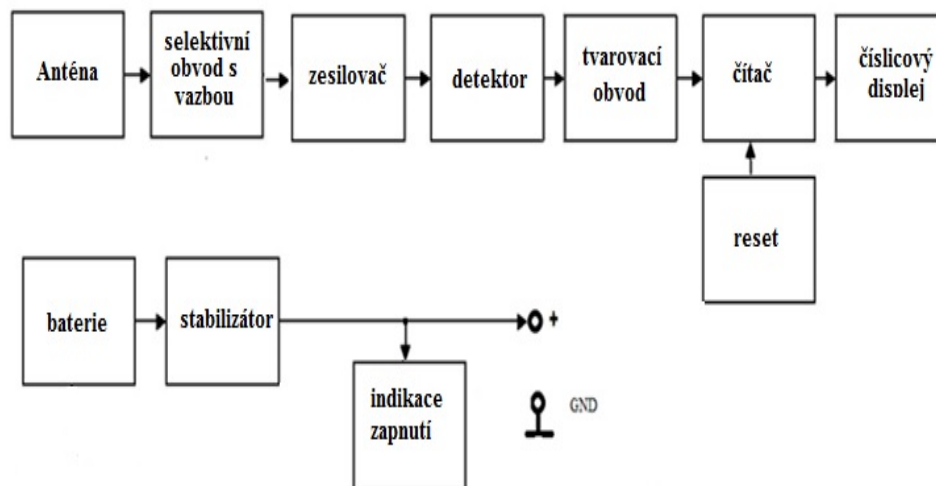 Anténa
selektivní
obvod s
vazbou
zesilovač
detektor
tvarovací
obvod
čítač
číslicový
displej
reset
baterie
stabilizátor
+
indikace
zapnutí
GND